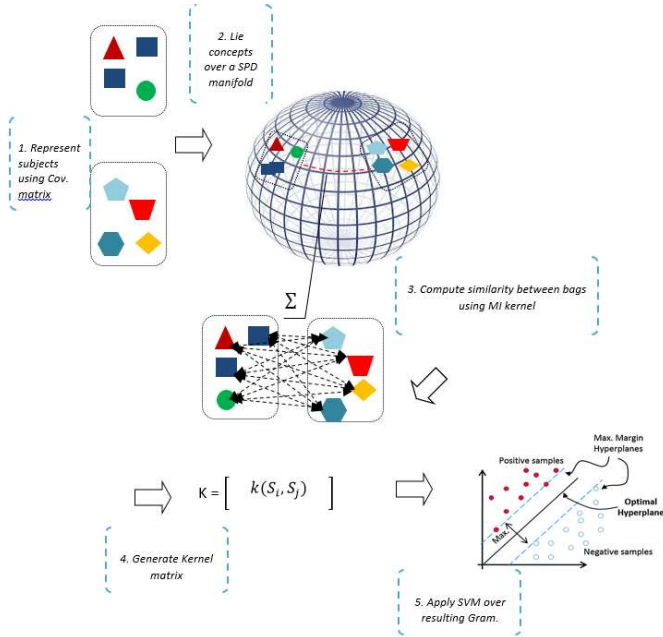 2. Lie
concepts
over a SPD
manifold
1. Represent
subjects
using Cov.
matrix
3. Compute similarity between bags
using MI kernel
Σ
K = [ k(S_i, S_j) ]
4. Generate Kernel
matrix
Max. Margin
Hyperplanes
Positive samples
Optimal
Hyperplane
Max.
Negative samples
5. Apply SVM over
resulting Gram.